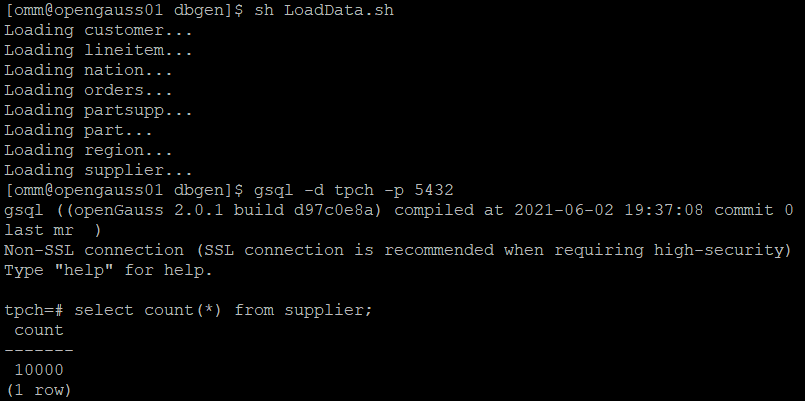 [omm@opengauss01 dbgen]$ sh LoadData.sh
Loading customer...
Loading lineitem...
Loading nation...
Loading orders...
Loading partsupp...
Loading part...
Loading region...
Loading supplier...
[omm@opengauss01 dbgen]$ gsql -d tpch -p 5432
gsql ((openGauss 2.0.1 build d97c0e8a) compiled at 2021-06-02 19:37:08 commit 0
last mr  )
Non-SSL connection (SSL connection is recommended when requiring high-security)
Type "help" for help.

tpch=# select count(*) from supplier;
 count
-------
 10000
(1 row)